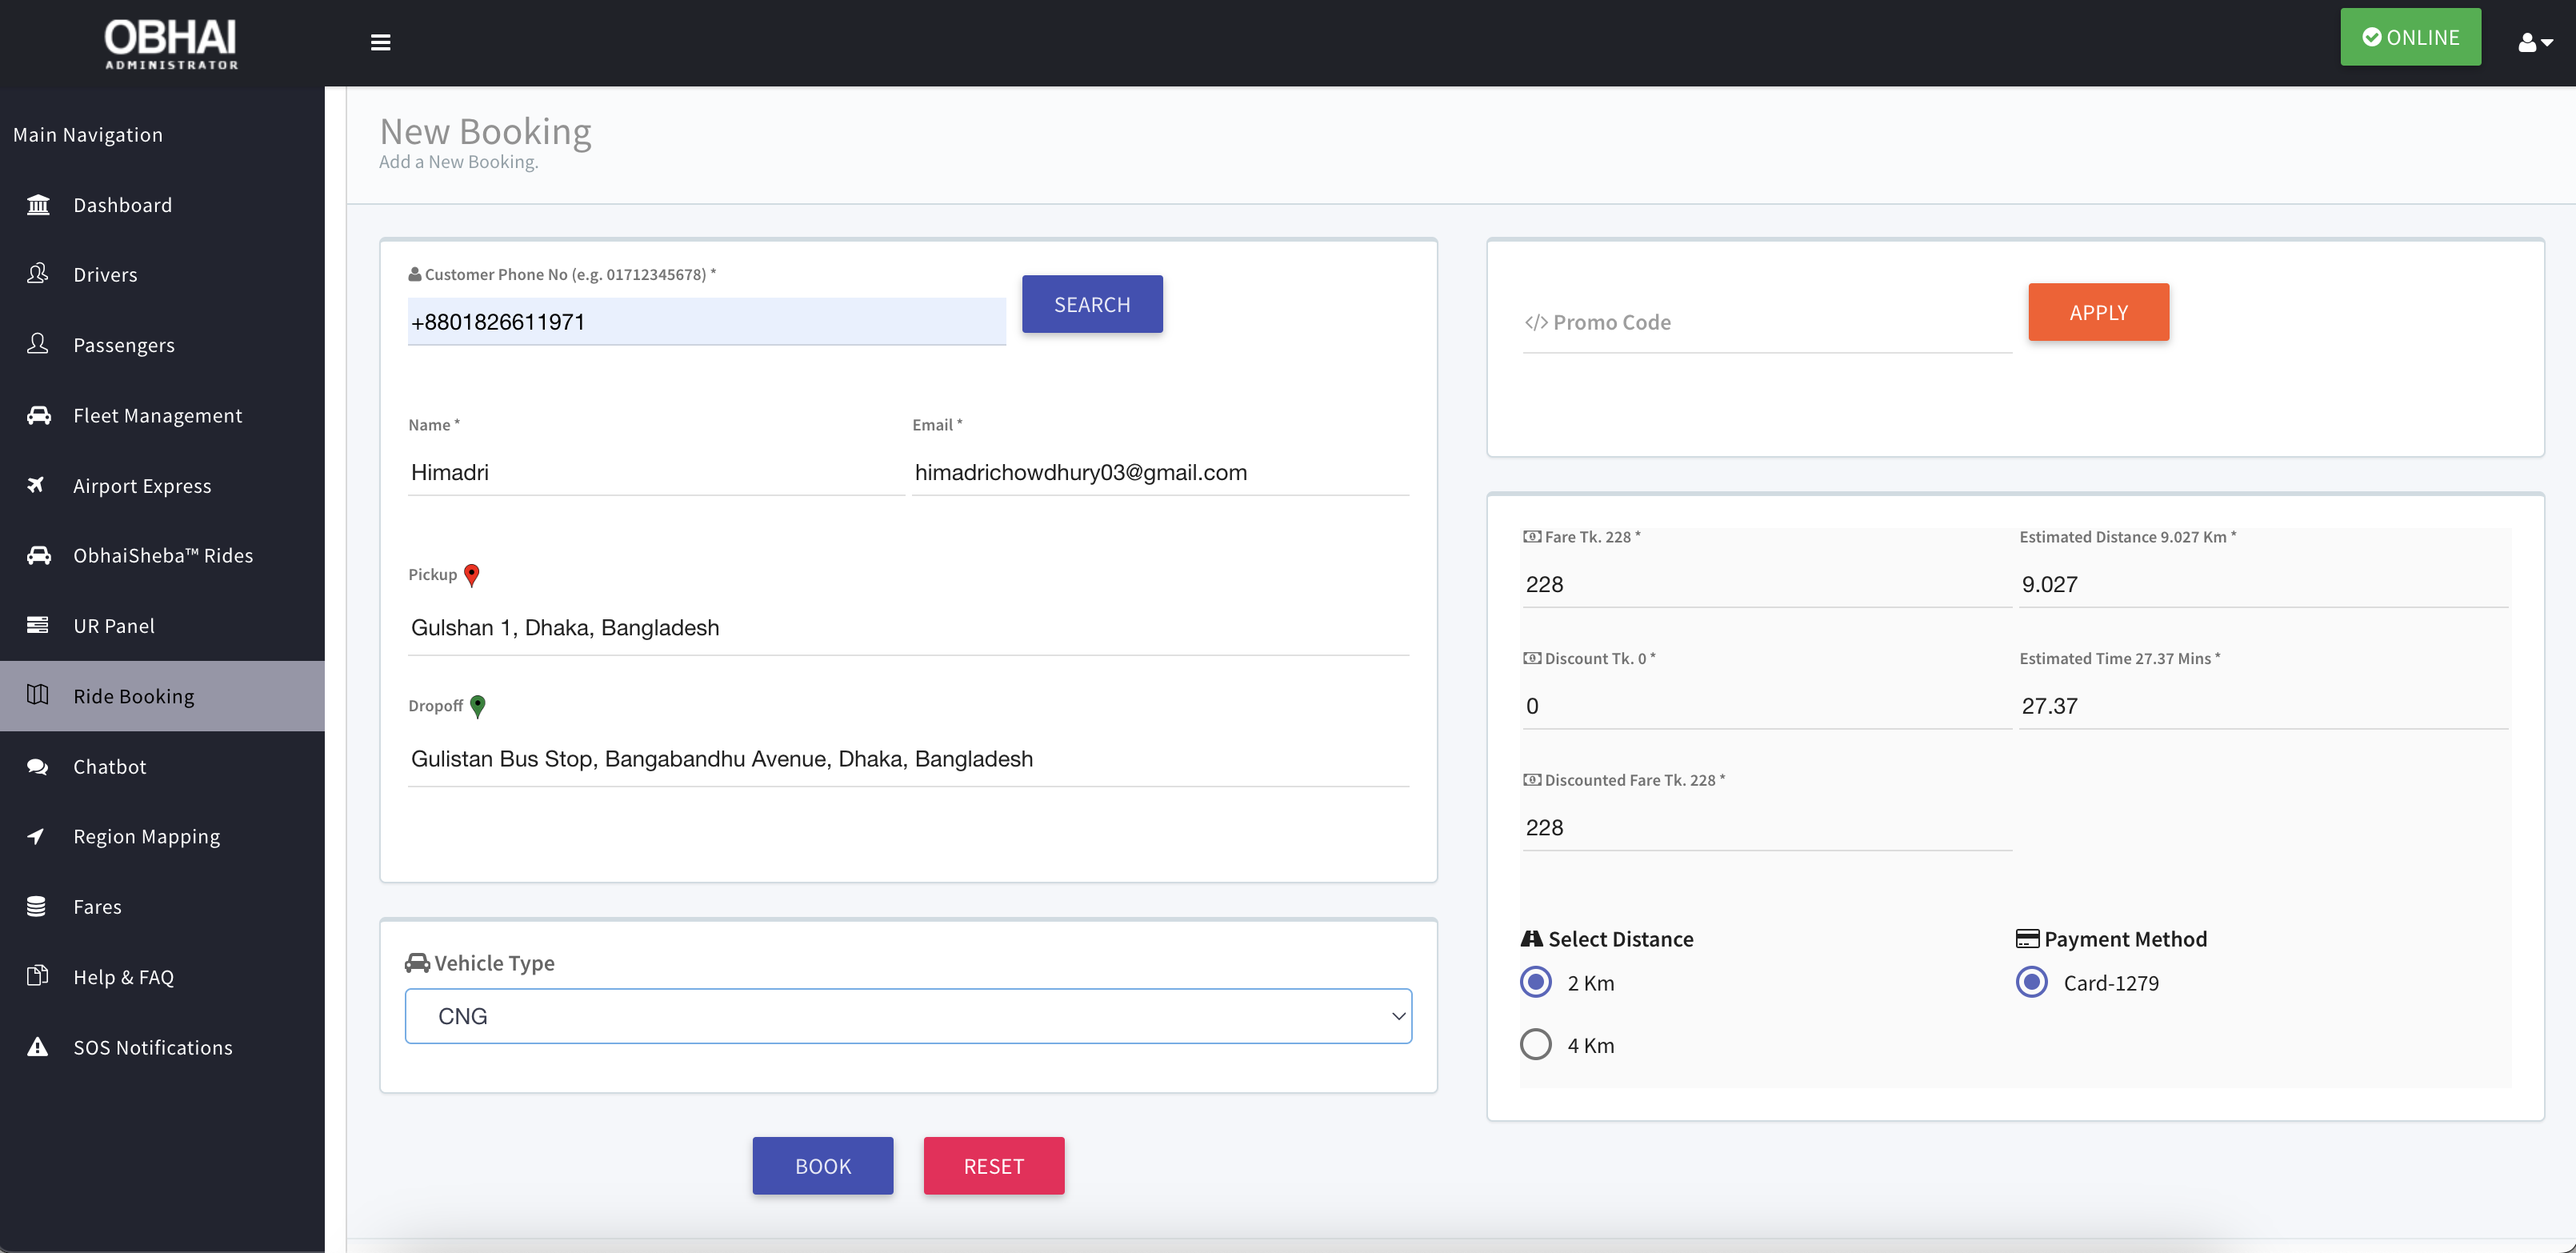 OBHAI
ADMINISTRATOR
ONLINE
Main Navigation
Dashboard
Drivers
Passengers
Fleet Management
Airport Express
ObhaiSheba™ Rides
UR Panel
Ride Booking
Chatbot
Region Mapping
Fares
Help & FAQ
SOS Notifications
New Booking
Add a New Booking.
Customer Phone No (e.g. 01712345678) *
+8801826611971
SEARCH
Name *
Himadri
Email *
himadrichowdhury03@gmail.com
Pickup
Gulshan 1, Dhaka, Bangladesh
Dropoff
Gulistan Bus Stop, Bangabandhu Avenue, Dhaka, Bangladesh
Vehicle Type
CNG
BOOK
RESET
Promo Code
APPLY
Fare Tk. 228 *
228
Estimated Distance 9.027 Km *
9.027
Discount Tk. 0 *
0
Estimated Time 27.37 Mins *
27.37
Discounted Fare Tk. 228 *
228
Select Distance
2 Km
4 Km
Payment Method
Card-1279